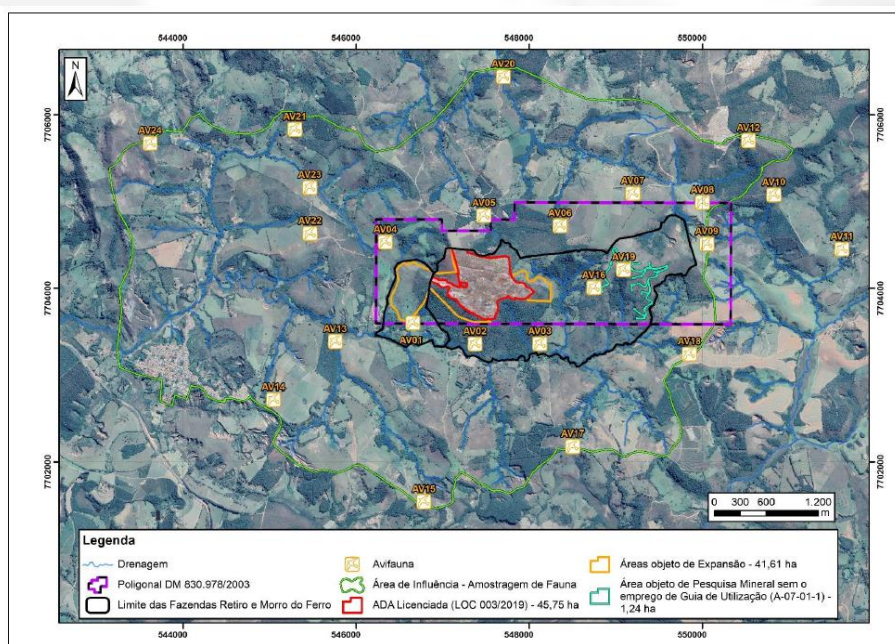 544000 546000 548000 550000
N
AV20
AV24 AV21 AV12
7706000 7706000
AV23 AV07 AV08 AV10
AV05
AV22 AV04 AV06 AV09 AV11
AV19
AV16
7704000 7704000
AV13 AV01 AV02 AV03 AV18
AV14
AV17
7702000 7702000
AV15
0 300 600 1.200
m
Legenda
Drenagem
Poligonal DM 830.978/2003
Limite das Fazendas Retiro e Morro do Ferro
Avifauna
Área de Influência - Amostragem de Fauna
ADA Licenciada (LOC 003/2019) - 45,75 ha
Áreas objeto de Expansão - 41,61 ha
Área objeto de Pesquisa Mineral sem o
emprego de Guia de Utilização (A-07-01-1) -
1,24 ha
544000 546000 548000 550000